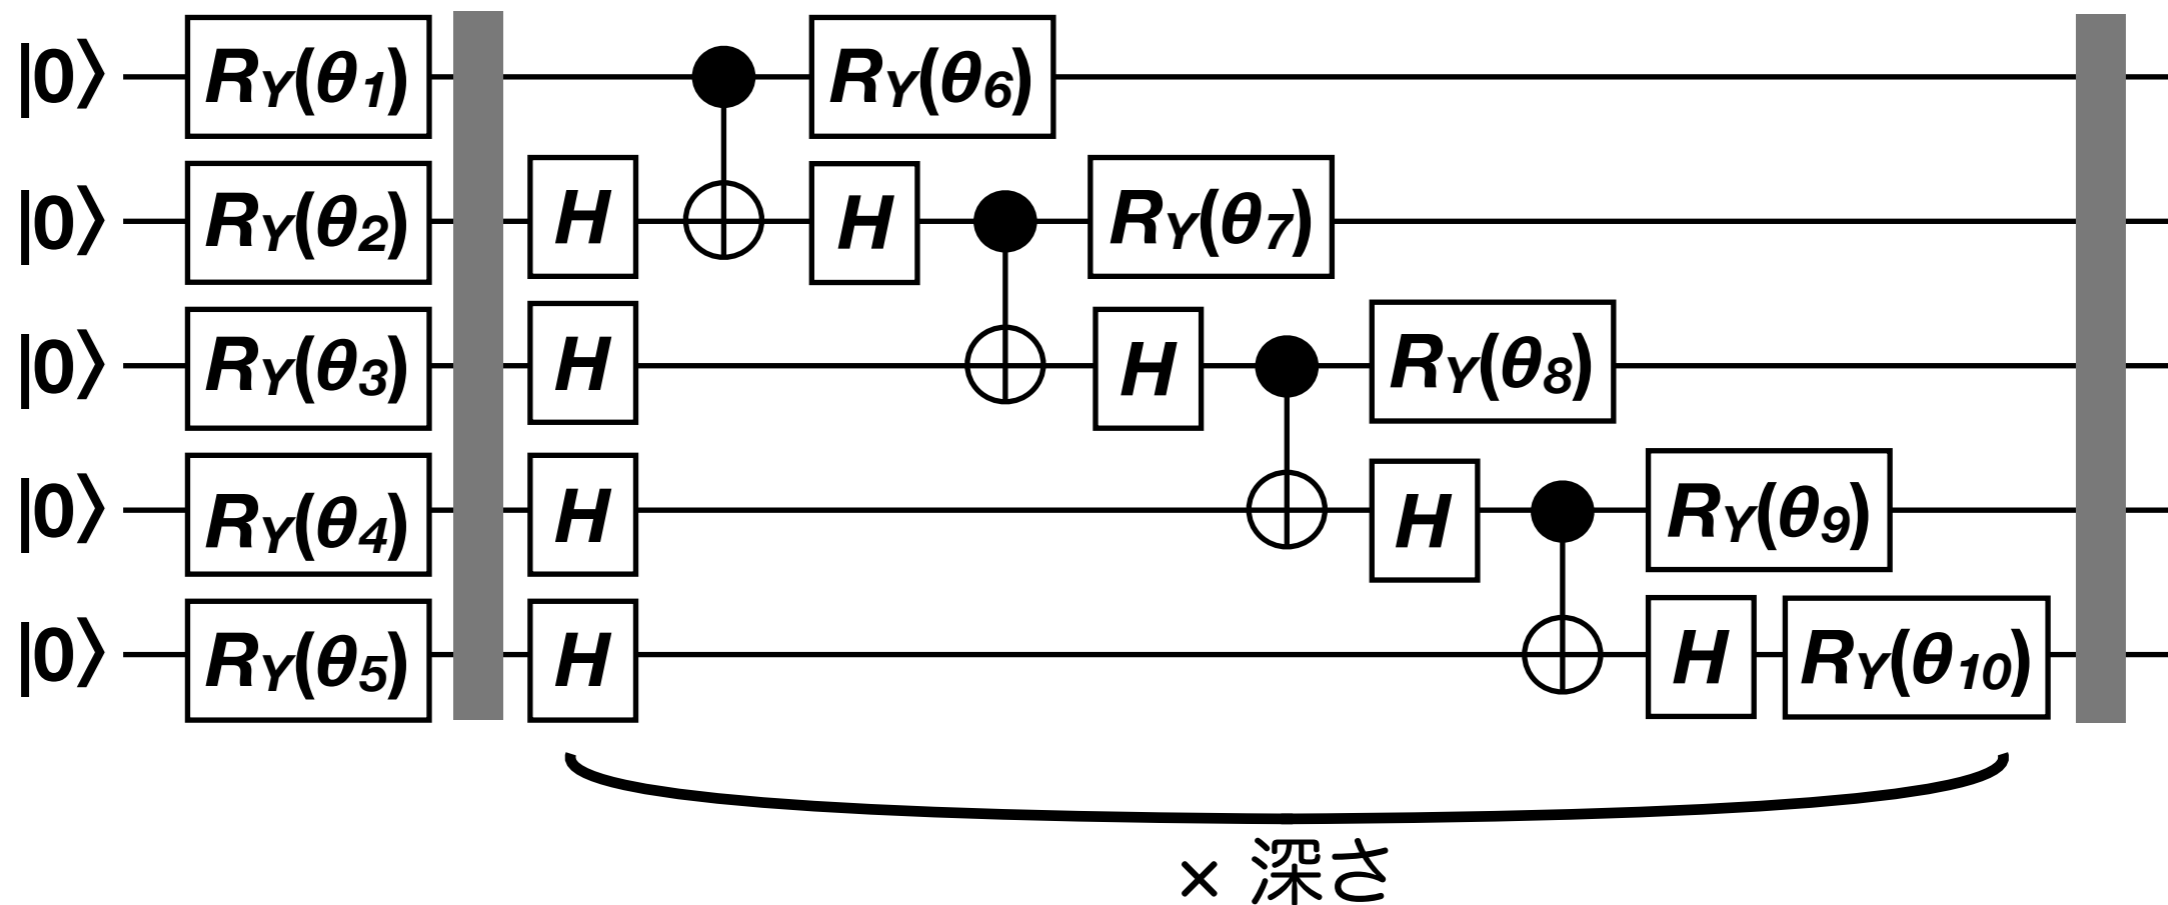 |0⟩ RY(θ1) RY(θ6)
|0⟩ RY(θ2) H H RY(θ7)
|0⟩ RY(θ3) H H RY(θ8)
|0⟩ RY(θ4) H H RY(θ9)
|0⟩ RY(θ5) H H RY(θ10)
× 深さ